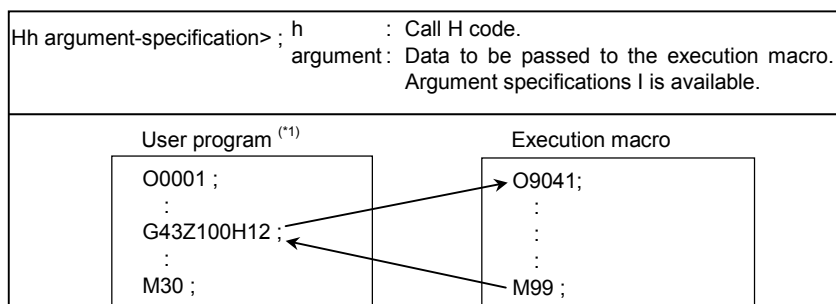 Hh argument-specification> ; h : Call H code.
argument : Data to be passed to the execution macro.
Argument specifications I is available.
User program (*1)
O0001 ;
:
G43Z100H12 ;
:
M30 ;
Execution macro
O9041;
:
:
:
M99 ;